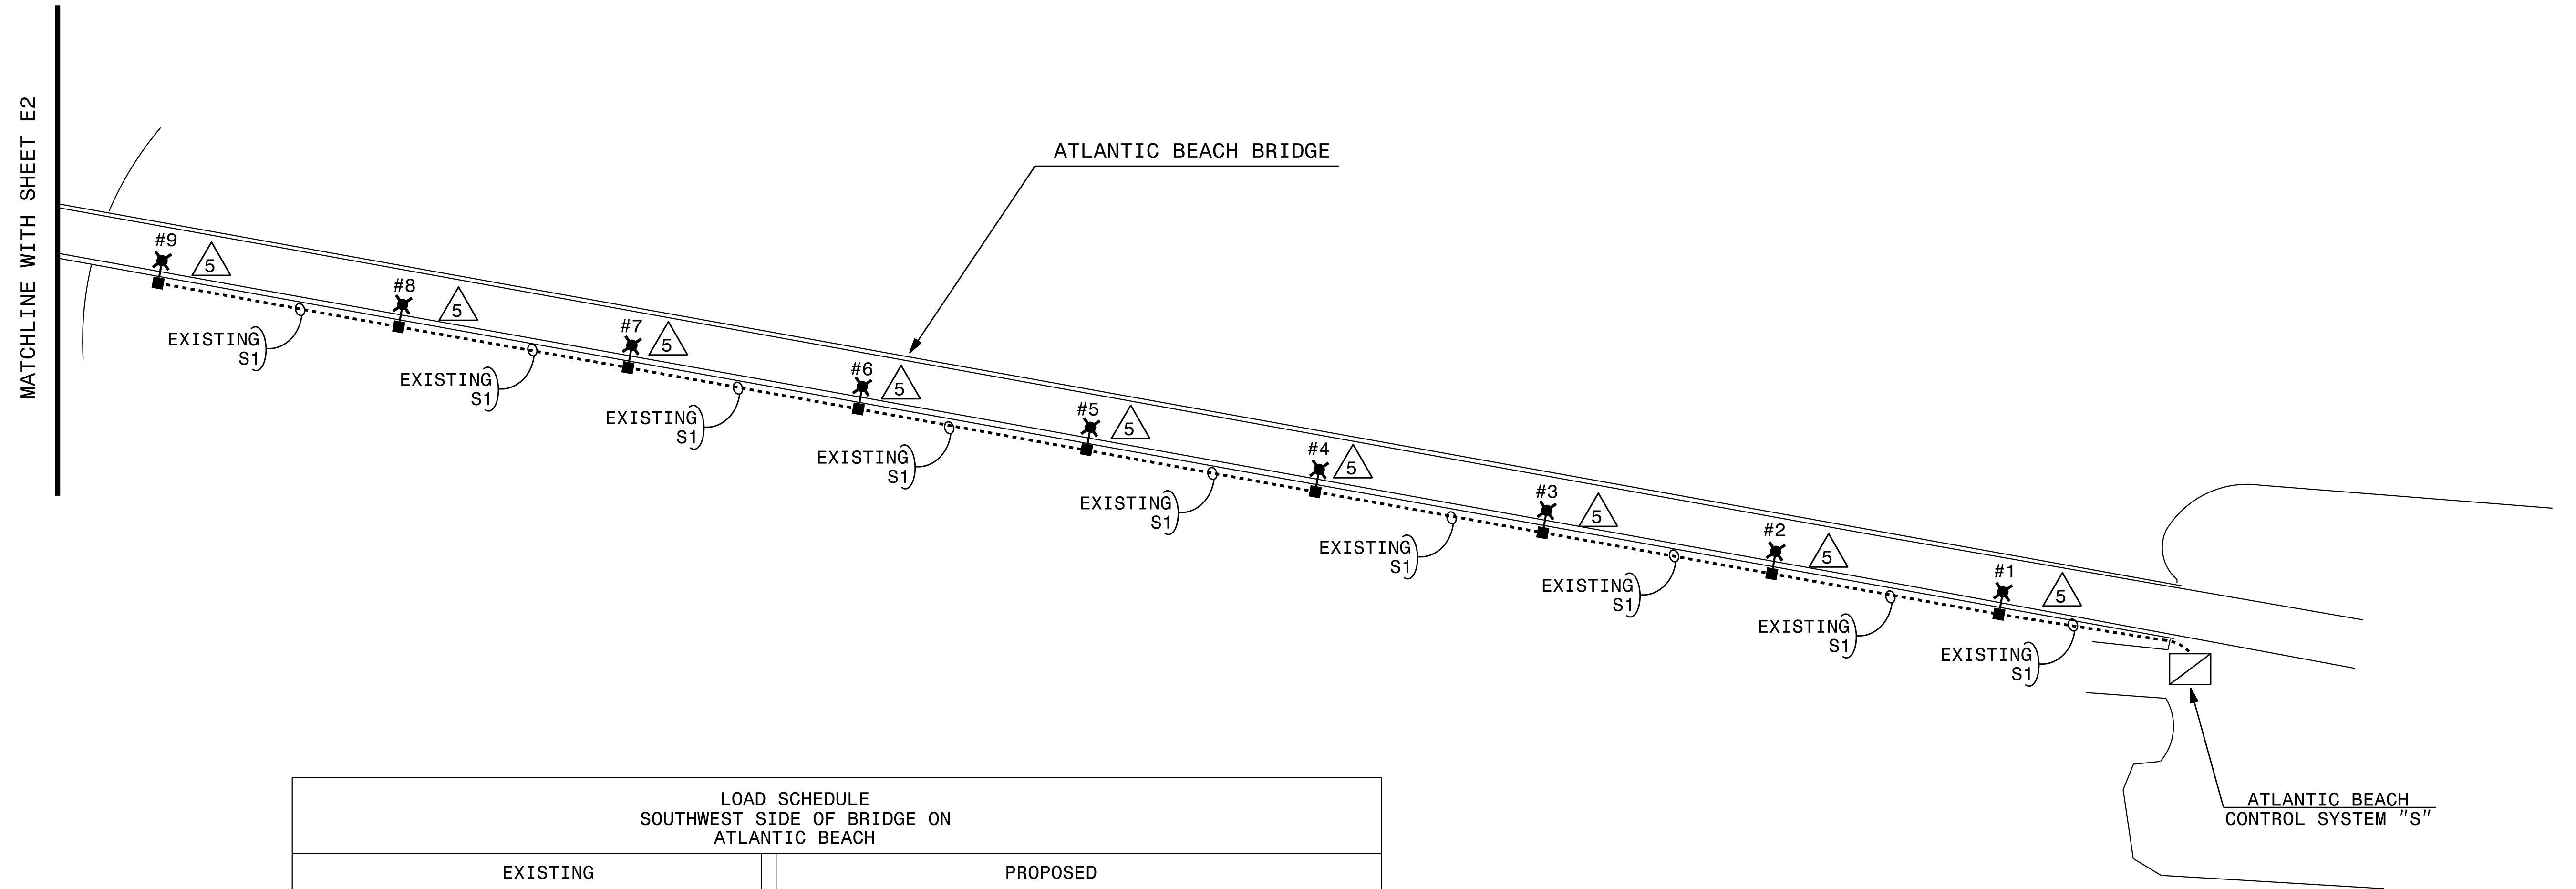 MATCHLINE WITH SHEET E2
ATLANTIC BEACH BRIDGE
#9
5
#8
5
#7
5
#6
5
#5
5
#4
5
#3
5
#2
5
#1
5
EXISTING
S1
EXISTING
S1
EXISTING
S1
EXISTING
S1
EXISTING
S1
EXISTING
S1
EXISTING
S1
EXISTING
S1
EXISTING
S1
ATLANTIC BEACH
CONTROL SYSTEM "S"
LOAD SCHEDULE
SOUTHWEST SIDE OF BRIDGE ON
ATLANTIC BEACH
EXISTING
PROPOSED